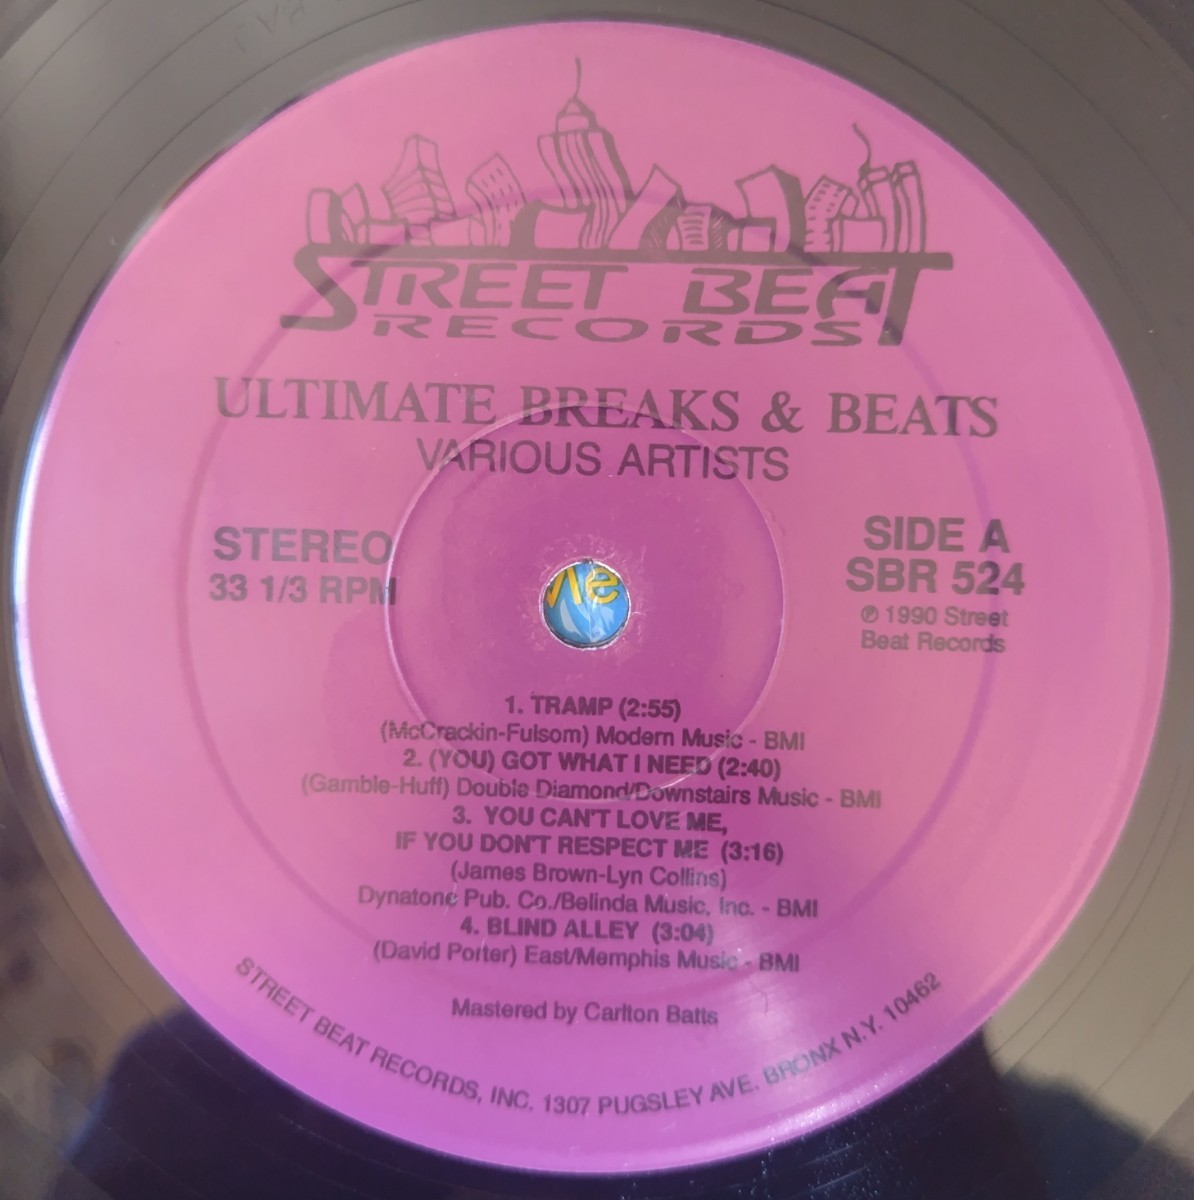 STREET BEAT
RECORDS
ULTIMATE BREAKS & BEATS
VARIOUS ARTISTS
STEREO
33 1/3 RPM
SIDE A
SBR 524
℗ 1990 Street
Beat Records
1. TRAMP (2:55)
(McCrackin-Fulsom) Modern Music - BMI
2. (YOU) GOT WHAT I NEED (2:40)
(Gamble-Huff) Double Diamond/Downstairs Music - BMI
3. YOU CAN'T LOVE ME,
IF YOU DON'T RESPECT ME (3:16)
(James Brown-Lyn Collins)
Dynatone Pub. Co./Belinda Music, Inc. - BMI
4. BLIND ALLEY (3:04)
(David Porter) East/Memphis Music - BMI
Mastered by Carlton Batts
STREET BEAT RECORDS, INC. 1307 PUGSLEY AVE. BRONX N.Y. 10462